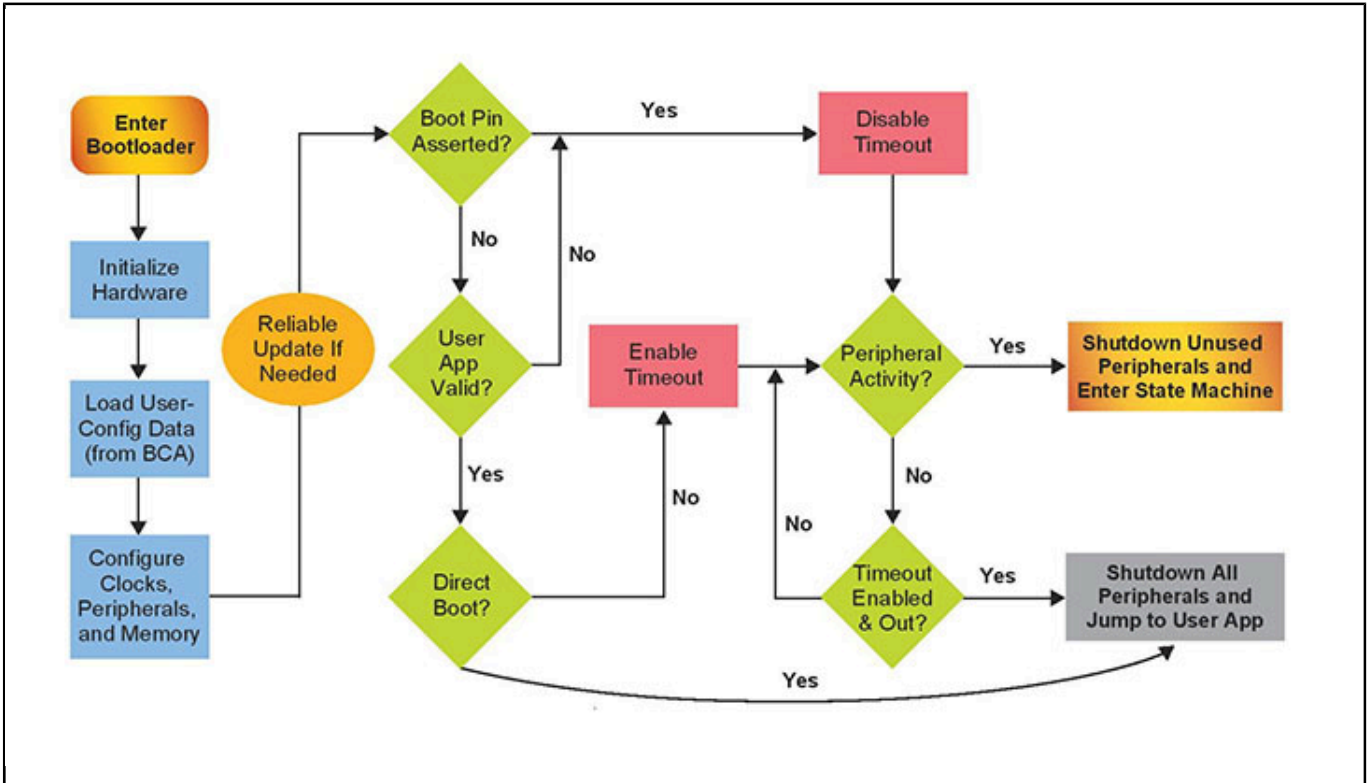 Enter
Bootloader
Initialize
Hardware
Load User-
Config Data
(from BCA)
Configure
Clocks,
Peripherals,
and Memory
Reliable
Update If
Needed
Boot Pin
Asserted?
Yes
No
No
User
App
Valid?
Yes
Direct
Boot?
No
Yes
Enable
Timeout
Disable
Timeout
Peripheral
Activity?
Yes
No
No
Timeout
Enabled
& Out?
Yes
Shutdown Unused
Peripherals and
Enter State Machine
Shutdown All
Peripherals and
Jump to User App